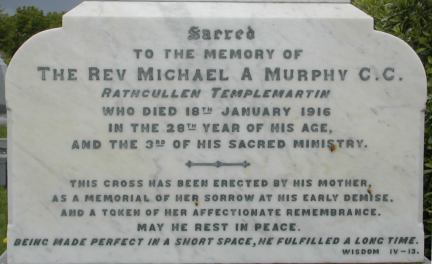 Sacred
TO THE MEMORY OF
THE REV MICHAEL A MURPHY C.C.
RATHCULLEN TEMPLEMARTIN
WHO DIED 18TH JANUARY 1916
IN THE 28TH YEAR OF HIS AGE,
AND THE 3RD OF HIS SACRED MINISTRY.
THIS CROSS HAS BEEN ERECTED BY HIS MOTHER,
AS A MEMORIAL OF HER SORROW AT HIS EARLY DEMISE,
AND A TOKEN OF HER AFFECTIONATE REMEMBRANCE.
MAY HE REST IN PEACE.
BEING MADE PERFECT IN A SHORT SPACE, HE FULFILLED A LONG TIME.
WISDOM IV-13.